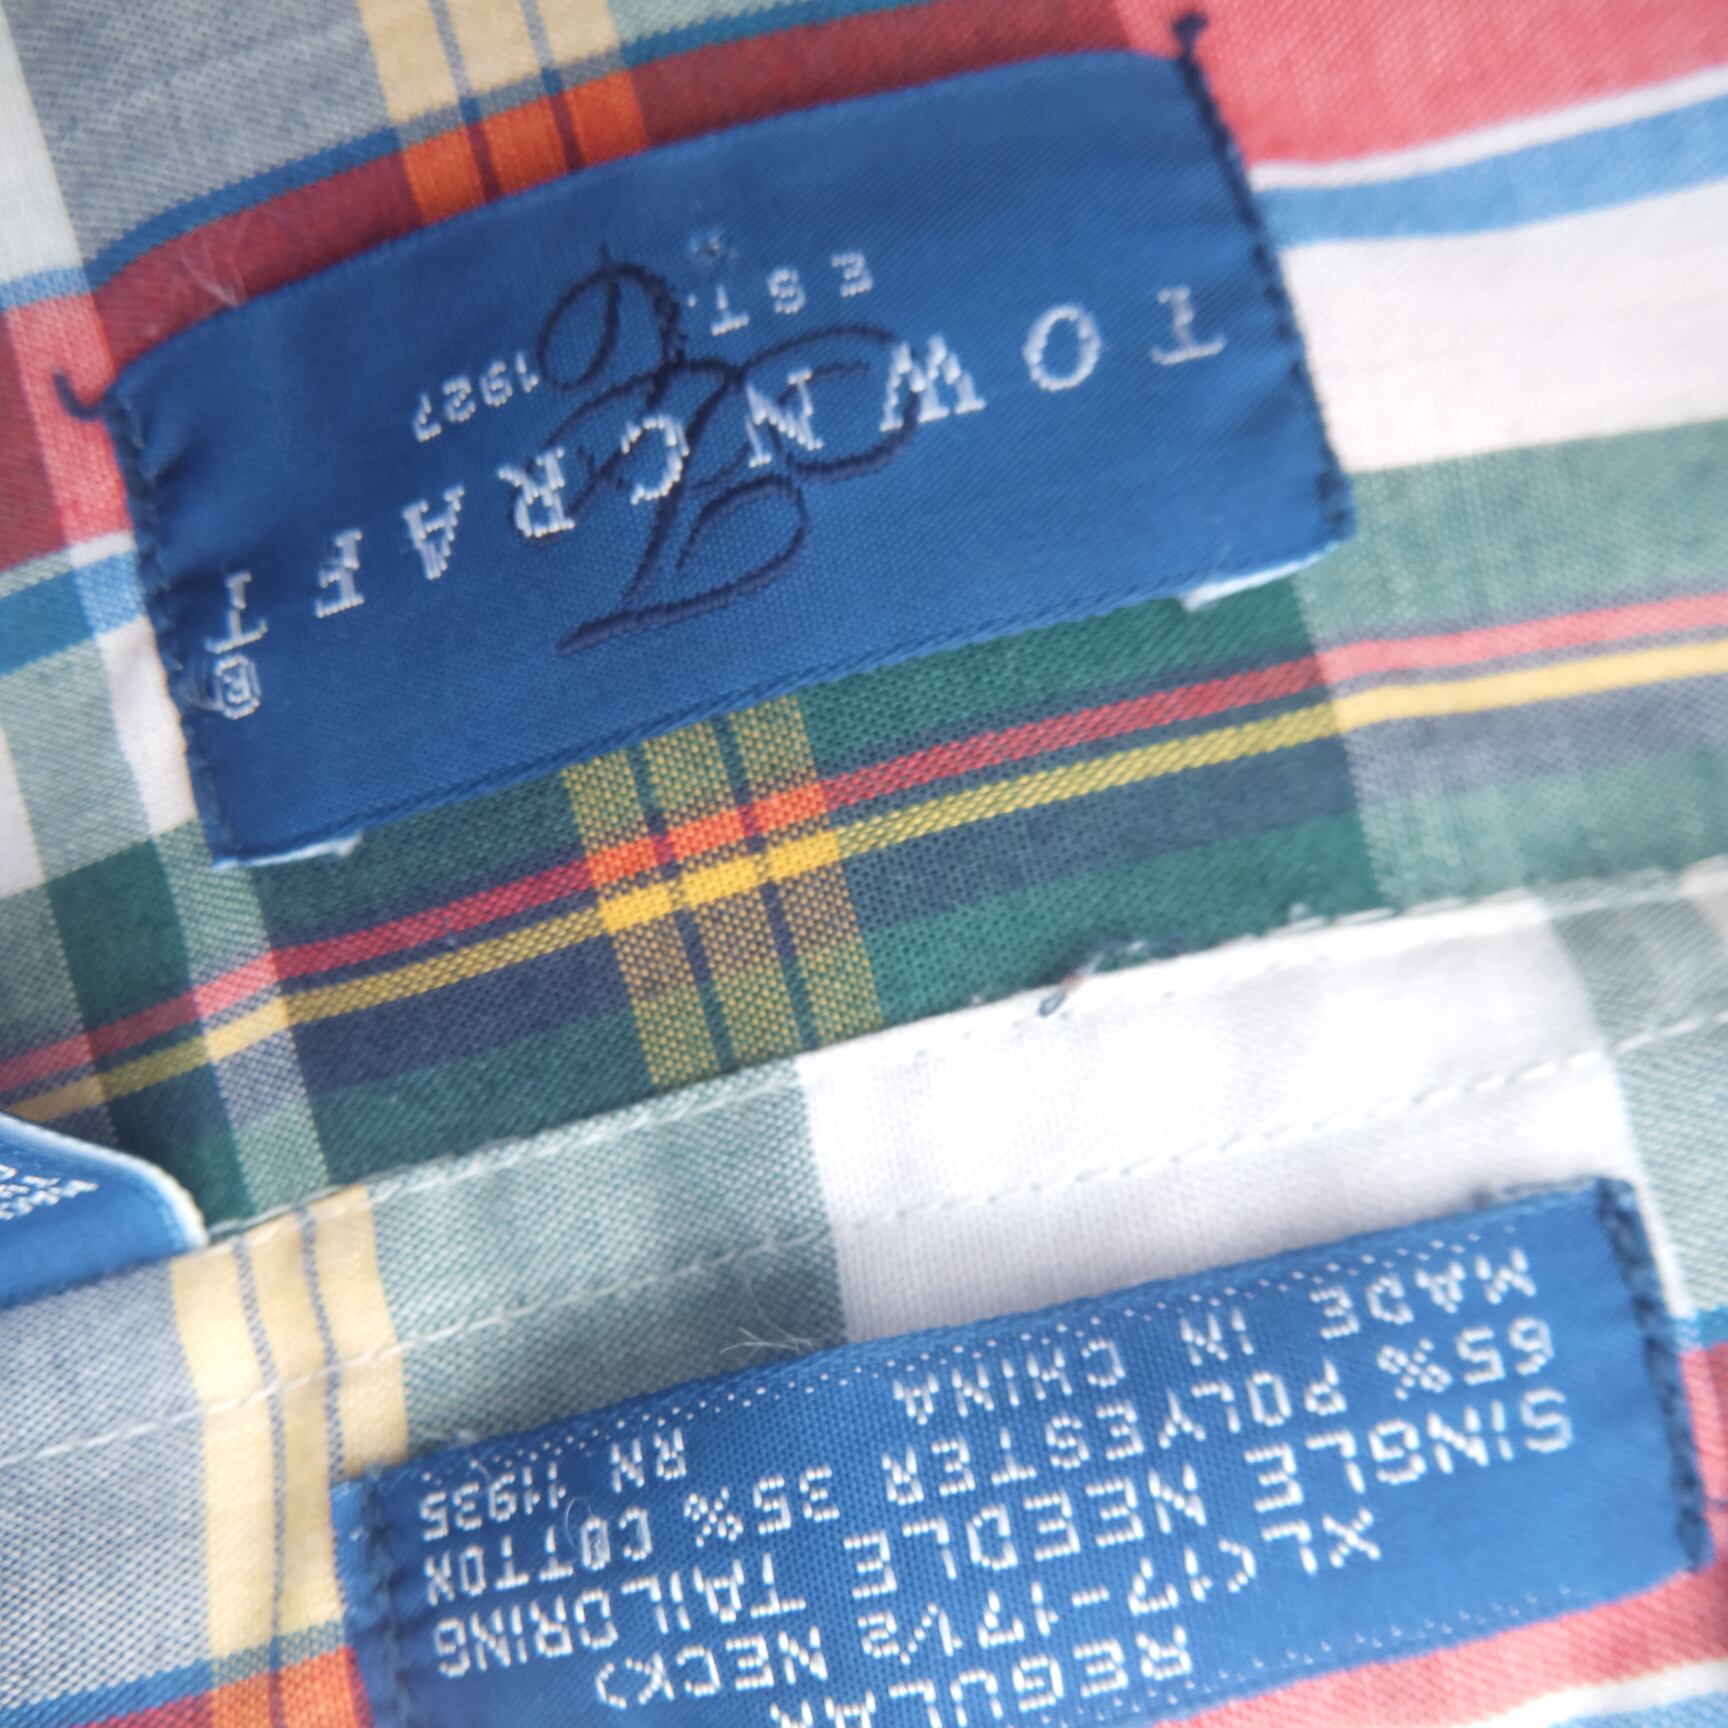 TOWNCRAFT®
EST. 1927
REGULAR
XL(17-17½ NECK)
SINGLE NEEDLE TAILORING
65% POLYESTER 35% COTTON
MADE IN CHINA RN 11935